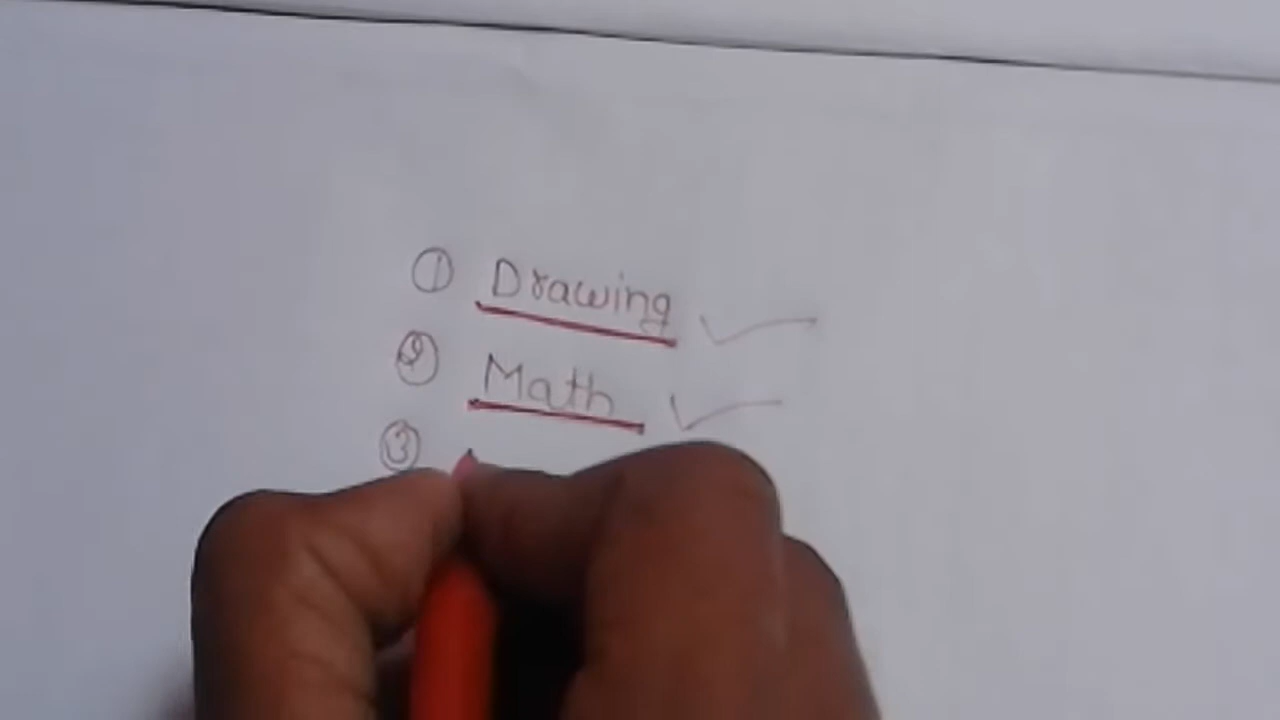 ① Drawing ✓
② Math ✓
③